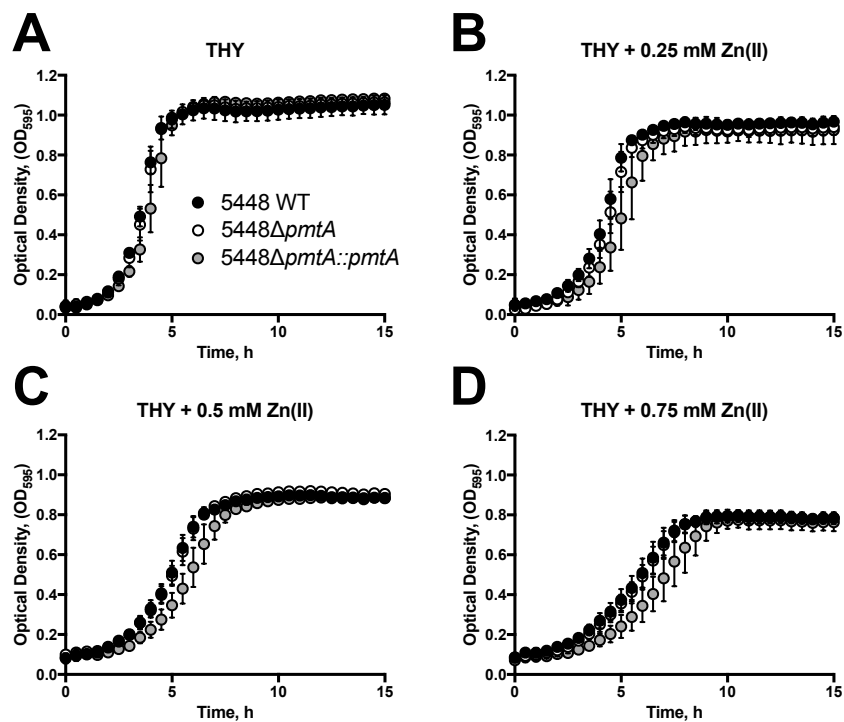 A
THY
1.2
1.0
0.8
0.6
0.4
0.2
0.0
Optical Density, (OD595)
0 5 10 15
Time, h
5448 WT
5448ΔpmtA
5448ΔpmtA::pmtA
B
THY + 0.25 mM Zn(II)
1.2
1.0
0.8
0.6
0.4
0.2
0.0
Optical Density, (OD595)
0 5 10 15
Time, h
C
THY + 0.5 mM Zn(II)
1.2
1.0
0.8
0.6
0.4
0.2
0.0
Optical Density, (OD595)
0 5 10 15
Time, h
D
THY + 0.75 mM Zn(II)
1.2
1.0
0.8
0.6
0.4
0.2
0.0
Optical Density, (OD595)
0 5 10 15
Time, h